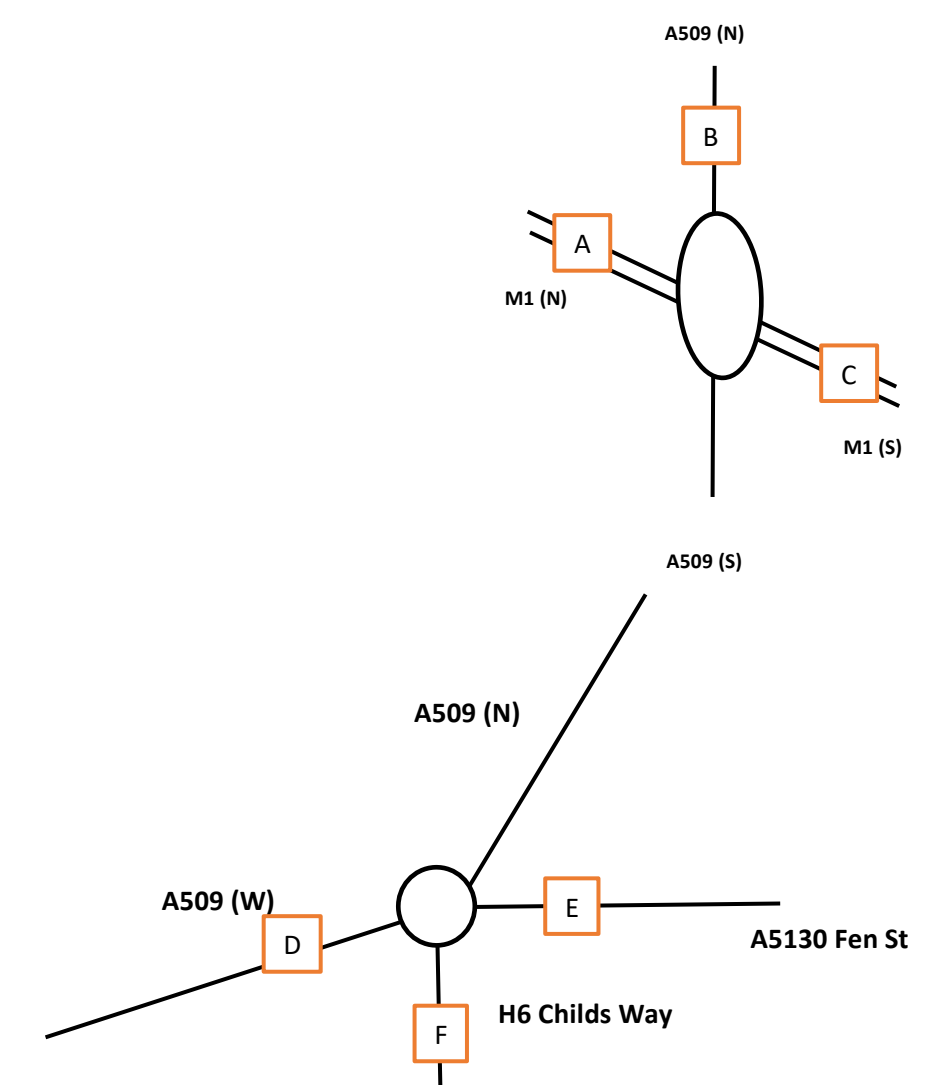 A509 (N)
B
A
M1 (N)
C
M1 (S)
A509 (S)
A509 (N)
A509 (W)
E
D
A5130 Fen St
H6 Childs Way
F